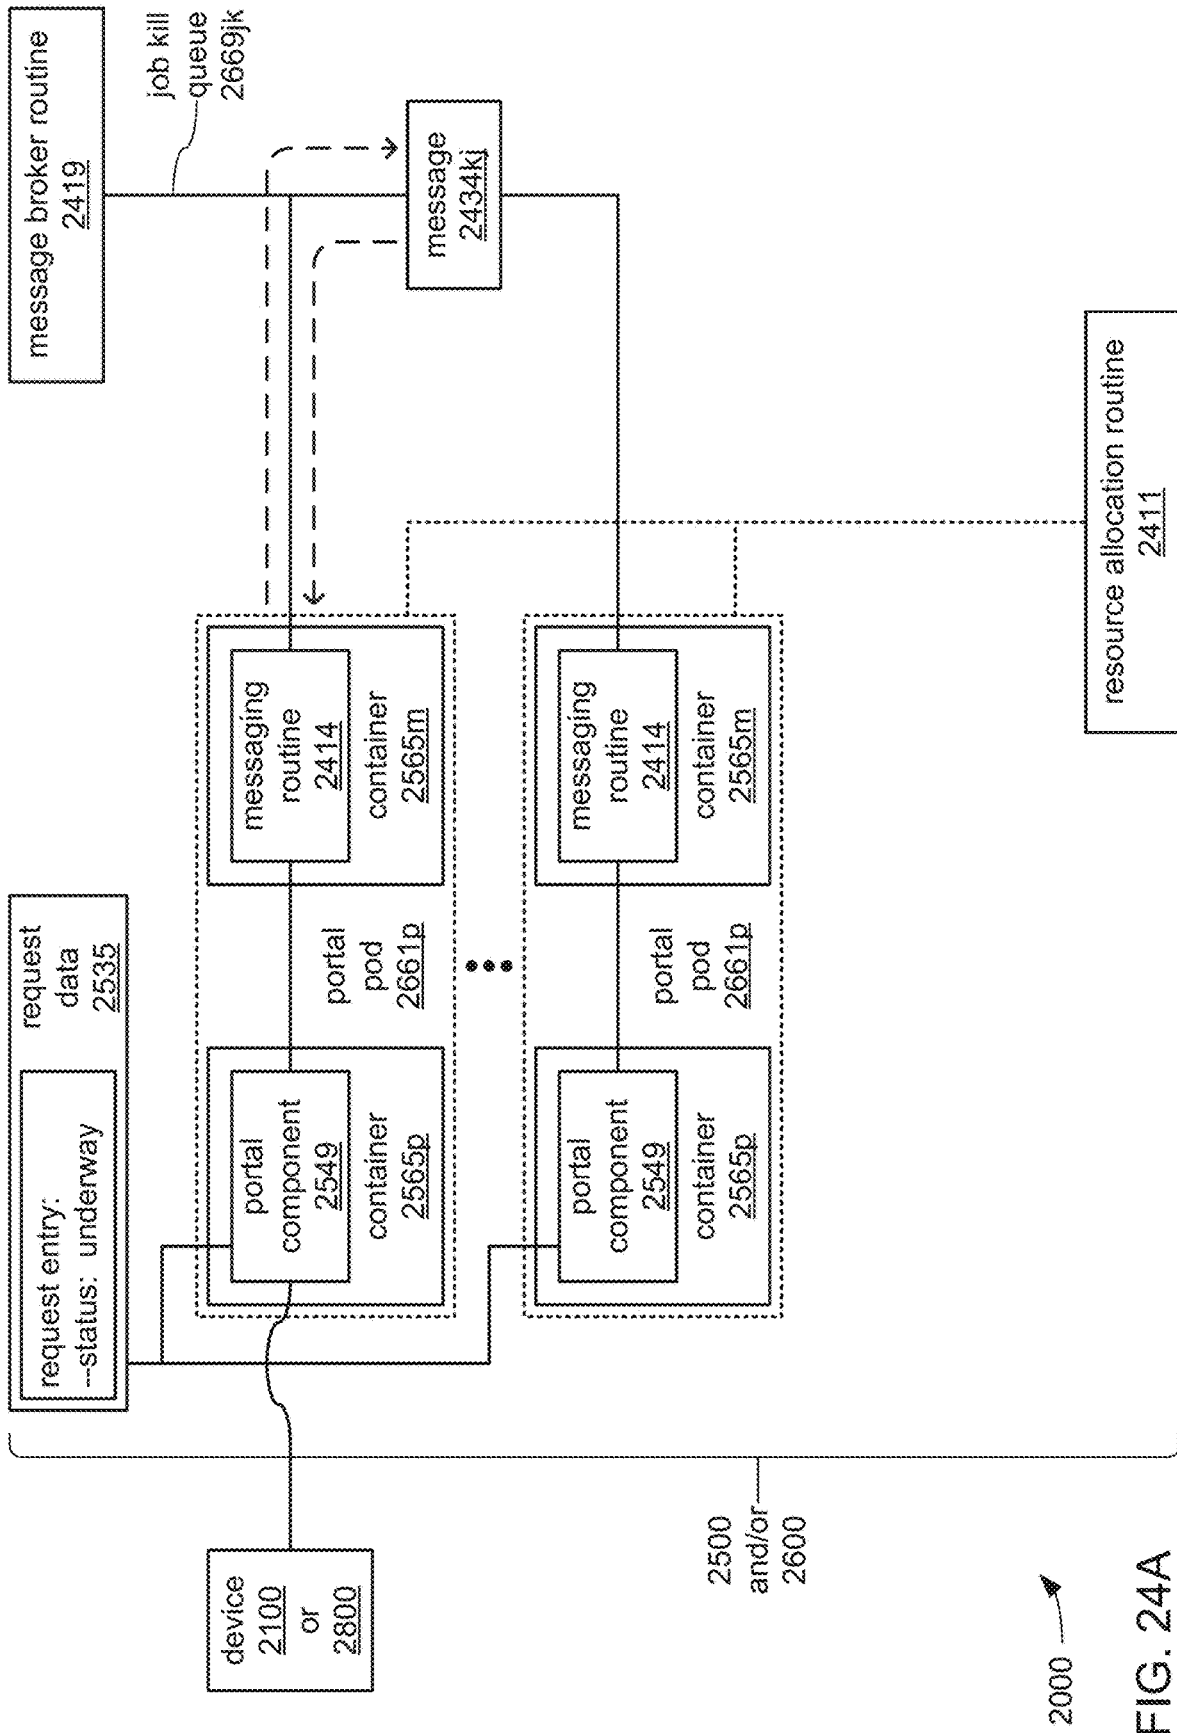 request entry:
--status: underway
request
data
2535
message broker routine
2419
job kill
queue
2669jk
device
2100
or
2800
portal
component
2549
container
2565p
portal
pod
2661p
messaging
routine
2414
container
2565m
message
2434kj
•••
portal
component
2549
container
2565p
portal
pod
2661p
messaging
routine
2414
container
2565m
2500
and/or
2600
resource allocation routine
2411
2000
FIG. 24A